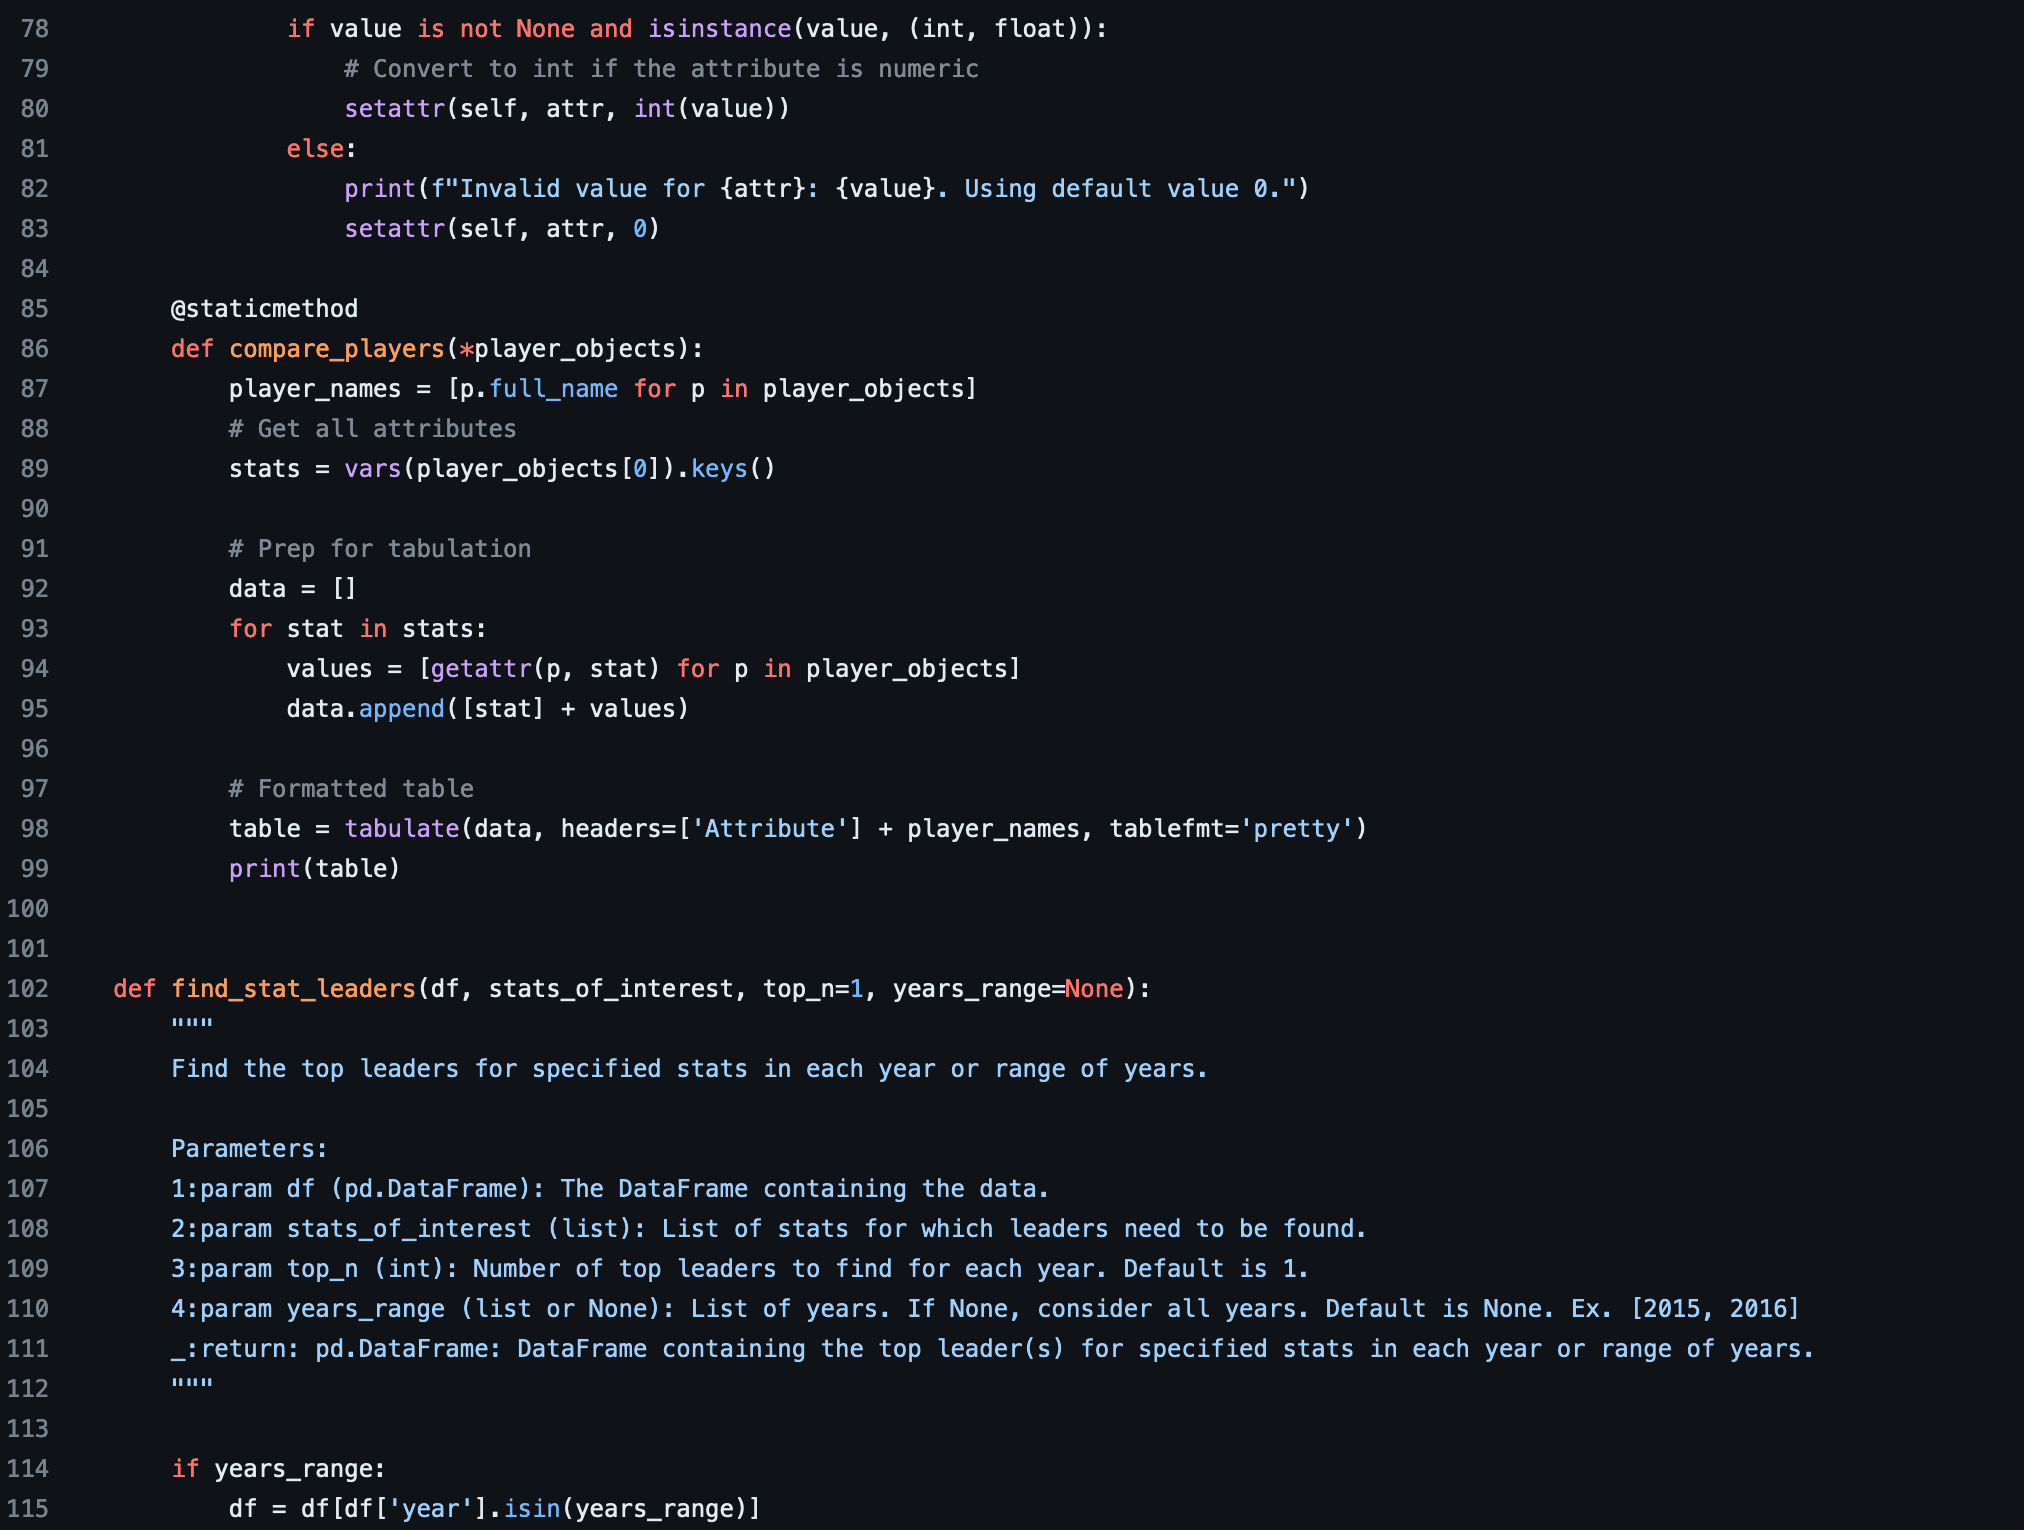 78                if value is not None and isinstance(value, (int, float)):
79                    # Convert to int if the attribute is numeric
80                    setattr(self, attr, int(value))
81                else:
82                    print(f"Invalid value for {attr}: {value}. Using default value 0.")
83                    setattr(self, attr, 0)
84
85        @staticmethod
86        def compare_players(*player_objects):
87            player_names = [p.full_name for p in player_objects]
88            # Get all attributes
89            stats = vars(player_objects[0]).keys()
90
91            # Prep for tabulation
92            data = []
93            for stat in stats:
94                values = [getattr(p, stat) for p in player_objects]
95                data.append([stat] + values)
96
97            # Formatted table
98            table = tabulate(data, headers=['Attribute'] + player_names, tablefmt='pretty')
99            print(table)
100
101
102    def find_stat_leaders(df, stats_of_interest, top_n=1, years_range=None):
103        """
104        Find the top leaders for specified stats in each year or range of years.
105
106        Parameters:
107        1:param df (pd.DataFrame): The DataFrame containing the data.
108        2:param stats_of_interest (list): List of stats for which leaders need to be found.
109        3:param top_n (int): Number of top leaders to find for each year. Default is 1.
110        4:param years_range (list or None): List of years. If None, consider all years. Default is None. Ex. [2015, 2016]
111        _:return: pd.DataFrame: DataFrame containing the top leader(s) for specified stats in each year or range of years.
112        """
113
114        if years_range:
115            df = df[df['year'].isin(years_range)]